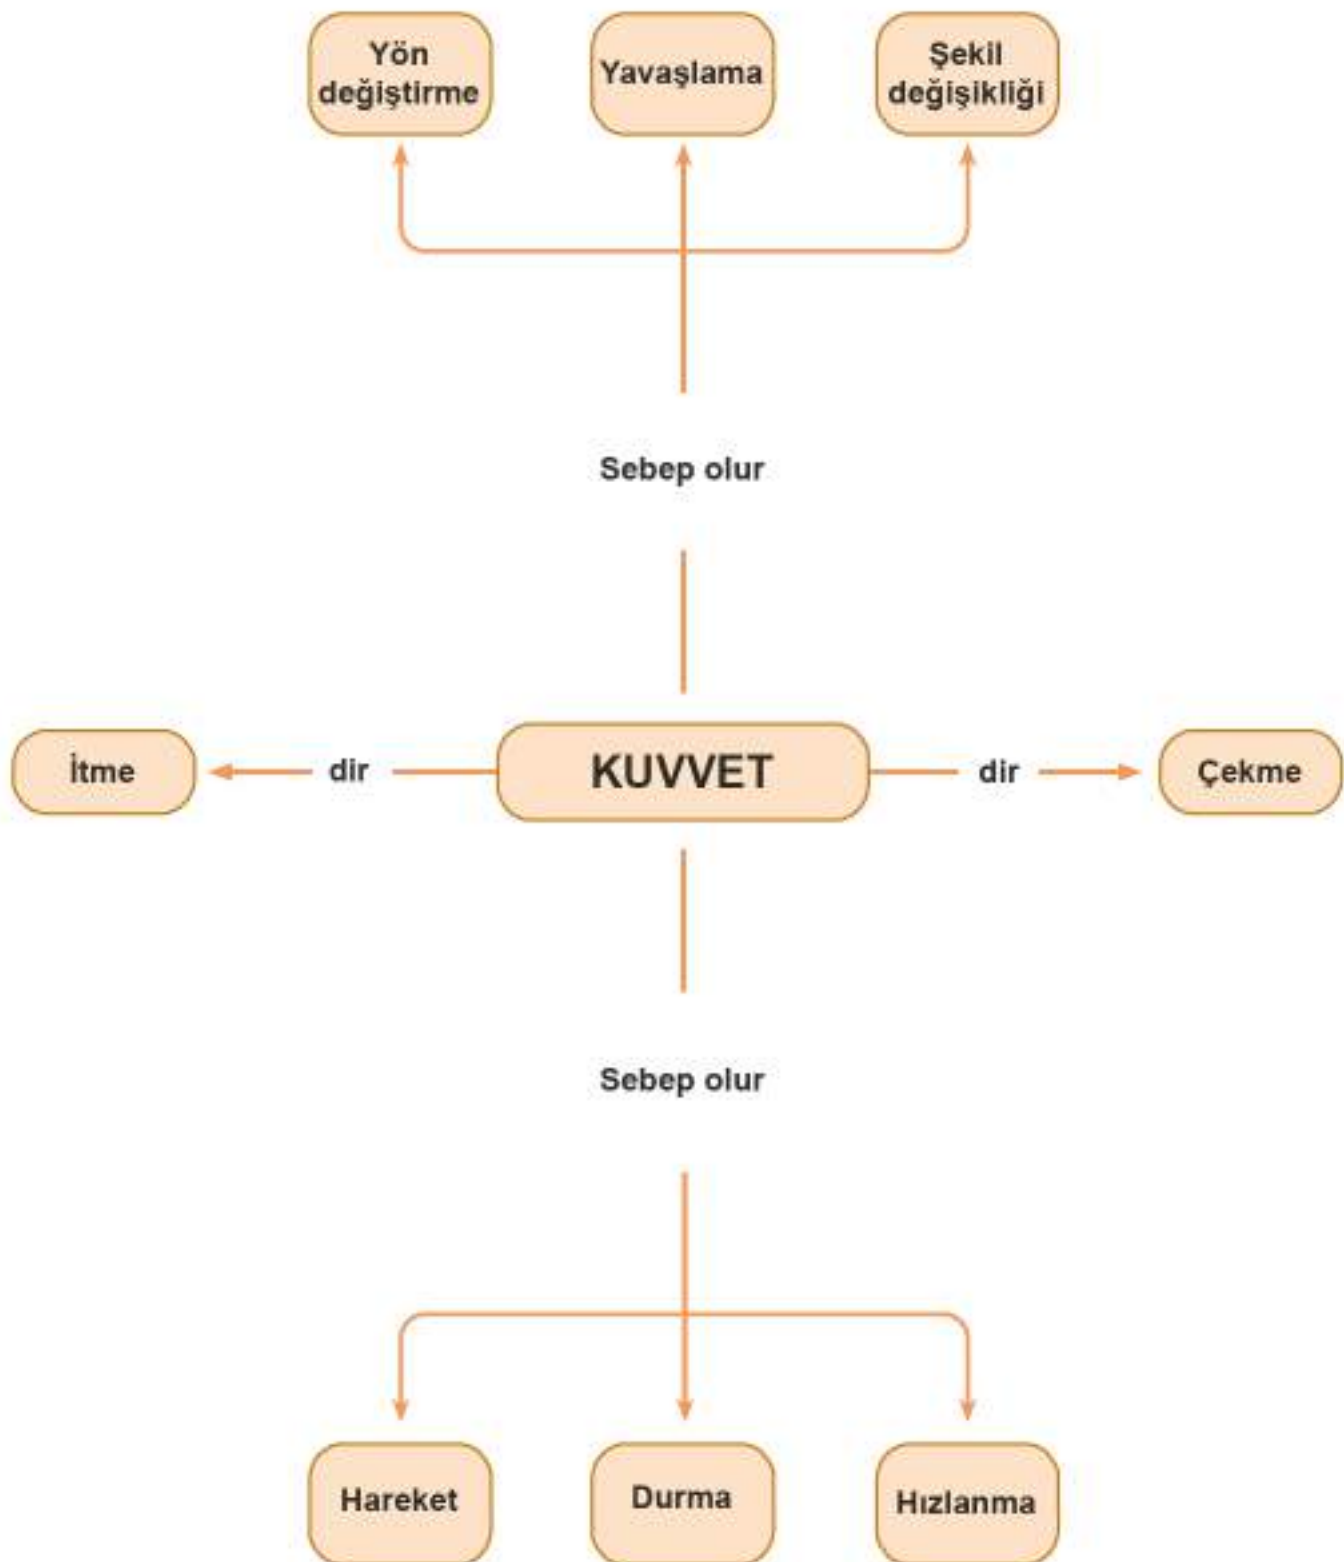 Yön
değiştirme
Yavaşlama
Şekil
değişikliği
Sebep olur
İtme
dir
KUVVET
dir
Çekme
Sebep olur
Hareket
Durma
Hızlanma